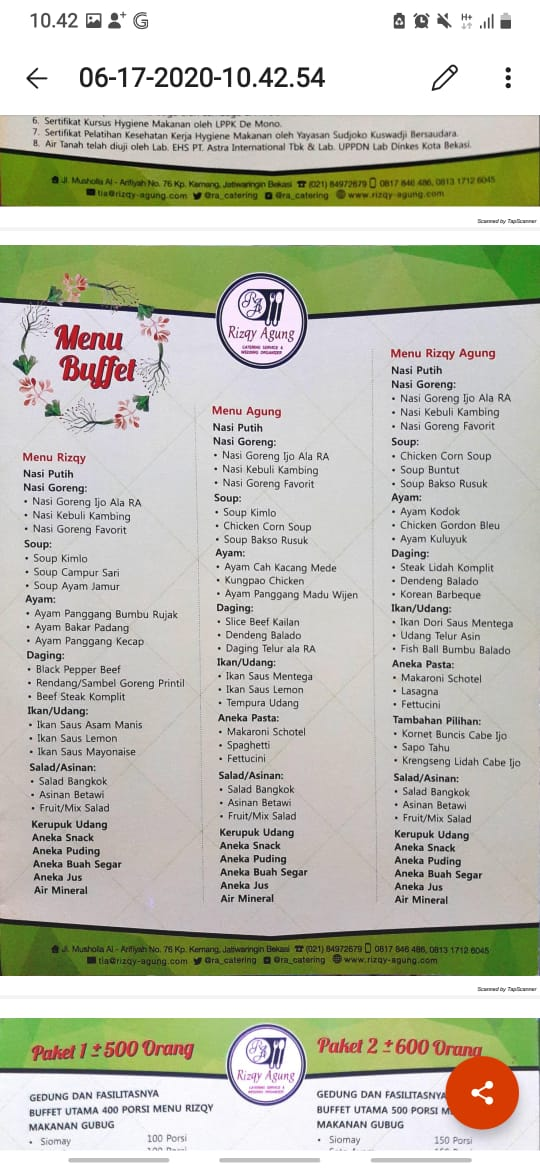 10.42
H+
06-17-2020-10.42.54
6. Sertifikat Kursus Hygiene Makanan oleh LPPK De Mono.
7. Sertifikat Pelatihan Kesehatan Kerja Hygiene Makanan oleh Yayasan Sudjoko Kuswadji Bersaudara.
8. Air Tanah telah diuji oleh Lab. EHS PT. Astra International Tbk & Lab. UPPDN Lab Dinkes Kota Bekasi.
Jl. Musholla Al - Arifiyah No. 76 Kp. Kemang, Jatiwaringin Bekasi (021) 84972679 0817 846 486, 0813 1712 6045
tia@rizqy-agung.com @ra_catering @ra_catering www.rizqy-agung.com
Scanned by TapScanner
Menu
Buffet
RA
Rizqy Agung
CATERING SERVICE &
WEDDING ORGANIZER
Menu Rizqy
Nasi Putih
Nasi Goreng:
• Nasi Goreng Ijo Ala RA
• Nasi Kebuli Kambing
• Nasi Goreng Favorit
Soup:
• Soup Kimlo
• Soup Campur Sari
• Soup Ayam Jamur
Ayam:
• Ayam Panggang Bumbu Rujak
• Ayam Bakar Padang
• Ayam Panggang Kecap
Daging:
• Black Pepper Beef
• Rendang/Sambel Goreng Printil
• Beef Steak Komplit
Ikan/Udang:
• Ikan Saus Asam Manis
• Ikan Saus Lemon
• Ikan Saus Mayonaise
Salad/Asinan:
• Salad Bangkok
• Asinan Betawi
• Fruit/Mix Salad
Kerupuk Udang
Aneka Snack
Aneka Puding
Aneka Buah Segar
Aneka Jus
Air Mineral
Menu Agung
Nasi Putih
Nasi Goreng:
• Nasi Goreng Ijo Ala RA
• Nasi Kebuli Kambing
• Nasi Goreng Favorit
Soup:
• Soup Kimlo
• Chicken Corn Soup
• Soup Bakso Rusuk
Ayam:
• Ayam Cah Kacang Mede
• Kungpao Chicken
• Ayam Panggang Madu Wijen
Daging:
• Slice Beef Kailan
• Dendeng Balado
• Daging Telur ala RA
Ikan/Udang:
• Ikan Saus Mentega
• Ikan Saus Lemon
• Tempura Udang
Aneka Pasta:
• Makaroni Schotel
• Spaghetti
• Fettucini
Salad/Asinan:
• Salad Bangkok
• Asinan Betawi
• Fruit/Mix Salad
Kerupuk Udang
Aneka Snack
Aneka Puding
Aneka Buah Segar
Aneka Jus
Air Mineral
Menu Rizqy Agung
Nasi Putih
Nasi Goreng:
• Nasi Goreng Ijo Ala RA
• Nasi Kebuli Kambing
• Nasi Goreng Favorit
Soup:
• Chicken Corn Soup
• Soup Buntut
• Soup Bakso Rusuk
Ayam:
• Ayam Kodok
• Chicken Gordon Bleu
• Ayam Kuluyuk
Daging:
• Steak Lidah Komplit
• Dendeng Balado
• Korean Barbeque
Ikan/Udang:
• Ikan Dori Saus Mentega
• Udang Telur Asin
• Fish Ball Bumbu Balado
Aneka Pasta:
• Makaroni Schotel
• Lasagna
• Fettucini
Tambahan Pilihan:
• Kornet Buncis Cabe Ijo
• Sapo Tahu
• Krengseng Lidah Cabe Ijo
Salad/Asinan:
• Salad Bangkok
• Asinan Betawi
• Fruit/Mix Salad
Kerupuk Udang
Aneka Snack
Aneka Puding
Aneka Buah Segar
Aneka Jus
Air Mineral
Jl. Musholla Al - Arifiyah No. 76 Kp. Kemang, Jatiwaringin Bekasi (021) 84972679 0817 846 486, 0813 1712 6045
tia@rizqy-agung.com @ra_catering @ra_catering www.rizqy-agung.com
Scanned by TapScanner
Paket 1 ± 500 Orang
RA
Rizqy Agung
CATERING SERVICE &
WEDDING ORGANIZER
Paket 2 ± 600 Orang
GEDUNG DAN FASILITASNYA
BUFFET UTAMA 400 PORSI MENU RIZQY
MAKANAN GUBUG
• Siomay 100 Porsi
GEDUNG DAN FASILITASNYA
BUFFET UTAMA 500 PORSI
MAKANAN GUBUG
• Siomay 150 Porsi